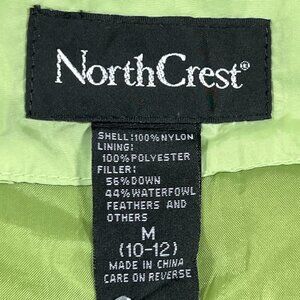 NorthCrest®
SHELL:100%NYLON
LINING:
100%POLYESTER
FILLER:
56%DOWN
44%WATERFOWL
FEATHERS AND
OTHERS
M
(10-12)
MADE IN CHINA
CARE ON REVERSE